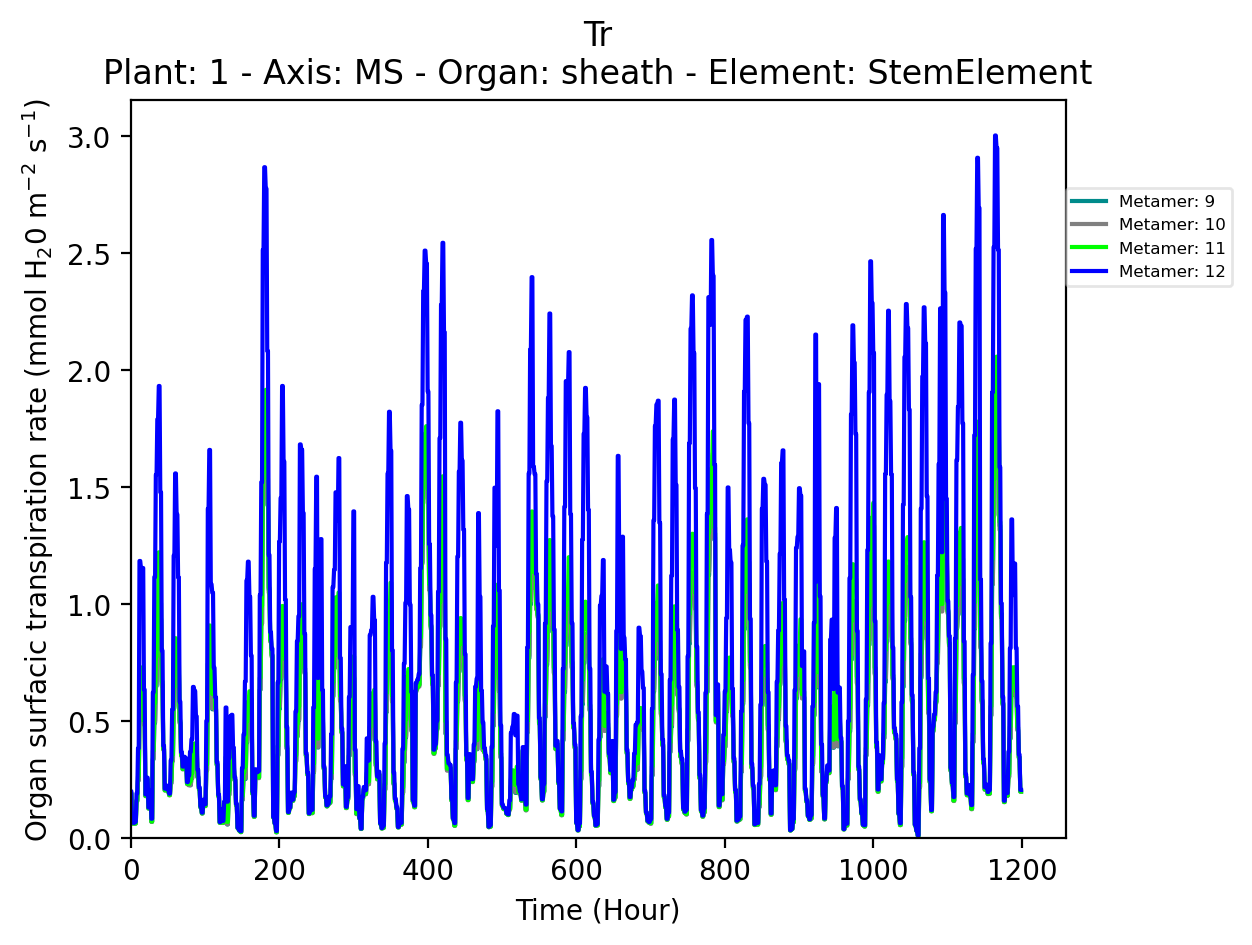 Tr
Plant: 1 - Axis: MS - Organ: sheath - Element: StemElement
Organ surfacic transpiration rate (mmol H₂0 m⁻² s⁻¹)
3.0
2.5
2.0
1.5
1.0
0.5
0.0
0 200 400 600 800 1000 1200
Time (Hour)
Metamer: 9
Metamer: 10
Metamer: 11
Metamer: 12